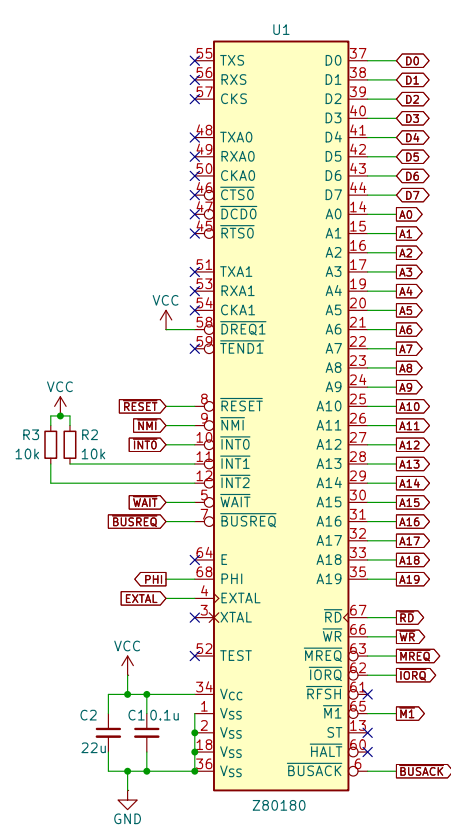 U1
55 TXS D0 37 D0
56 RXS D1 38 D1
57 CKS D2 39 D2
D3 40 D3
48 TXA0 D4 41 D4
49 RXA0 D5 42 D5
50 CKA0 D6 43 D6
46 CTS0 D7 44 D7
47 DCD0 A0 14 A0
45 RTS0 A1 15 A1
A2 16 A2
51 TXA1 A3 17 A3
53 RXA1 A4 19 A4
VCC 54 CKA1 A5 20 A5
58 DREQ1 A6 21 A6
59 TEND1 A7 22 A7
A8 23 A8
VCC A9 24 A9
RESET 8 RESET A10 25 A10
NMI 9 NMI A11 26 A11
R3 R2 INT0 10 INT0 A12 27 A12
10k 10k 11 INT1 A13 28 A13
12 INT2 A14 29 A14
WAIT 5 WAIT A15 30 A15
BUSREQ 7 BUSREQ A16 31 A16
A17 32 A17
64 E A18 33 A18
PHI 68 PHI A19 35 A19
EXTAL 4 EXTAL
3 XTAL RD 67 RD
WR 66 WR
VCC 52 TEST MREQ 63 MREQ
IORQ 62 IORQ
34 Vcc RFSH 61
C2 C1 0.1u 1 Vss M1 65 M1
22u 2 Vss ST 13
18 Vss HALT 60
36 Vss BUSACK 6 BUSACK
GND Z80180